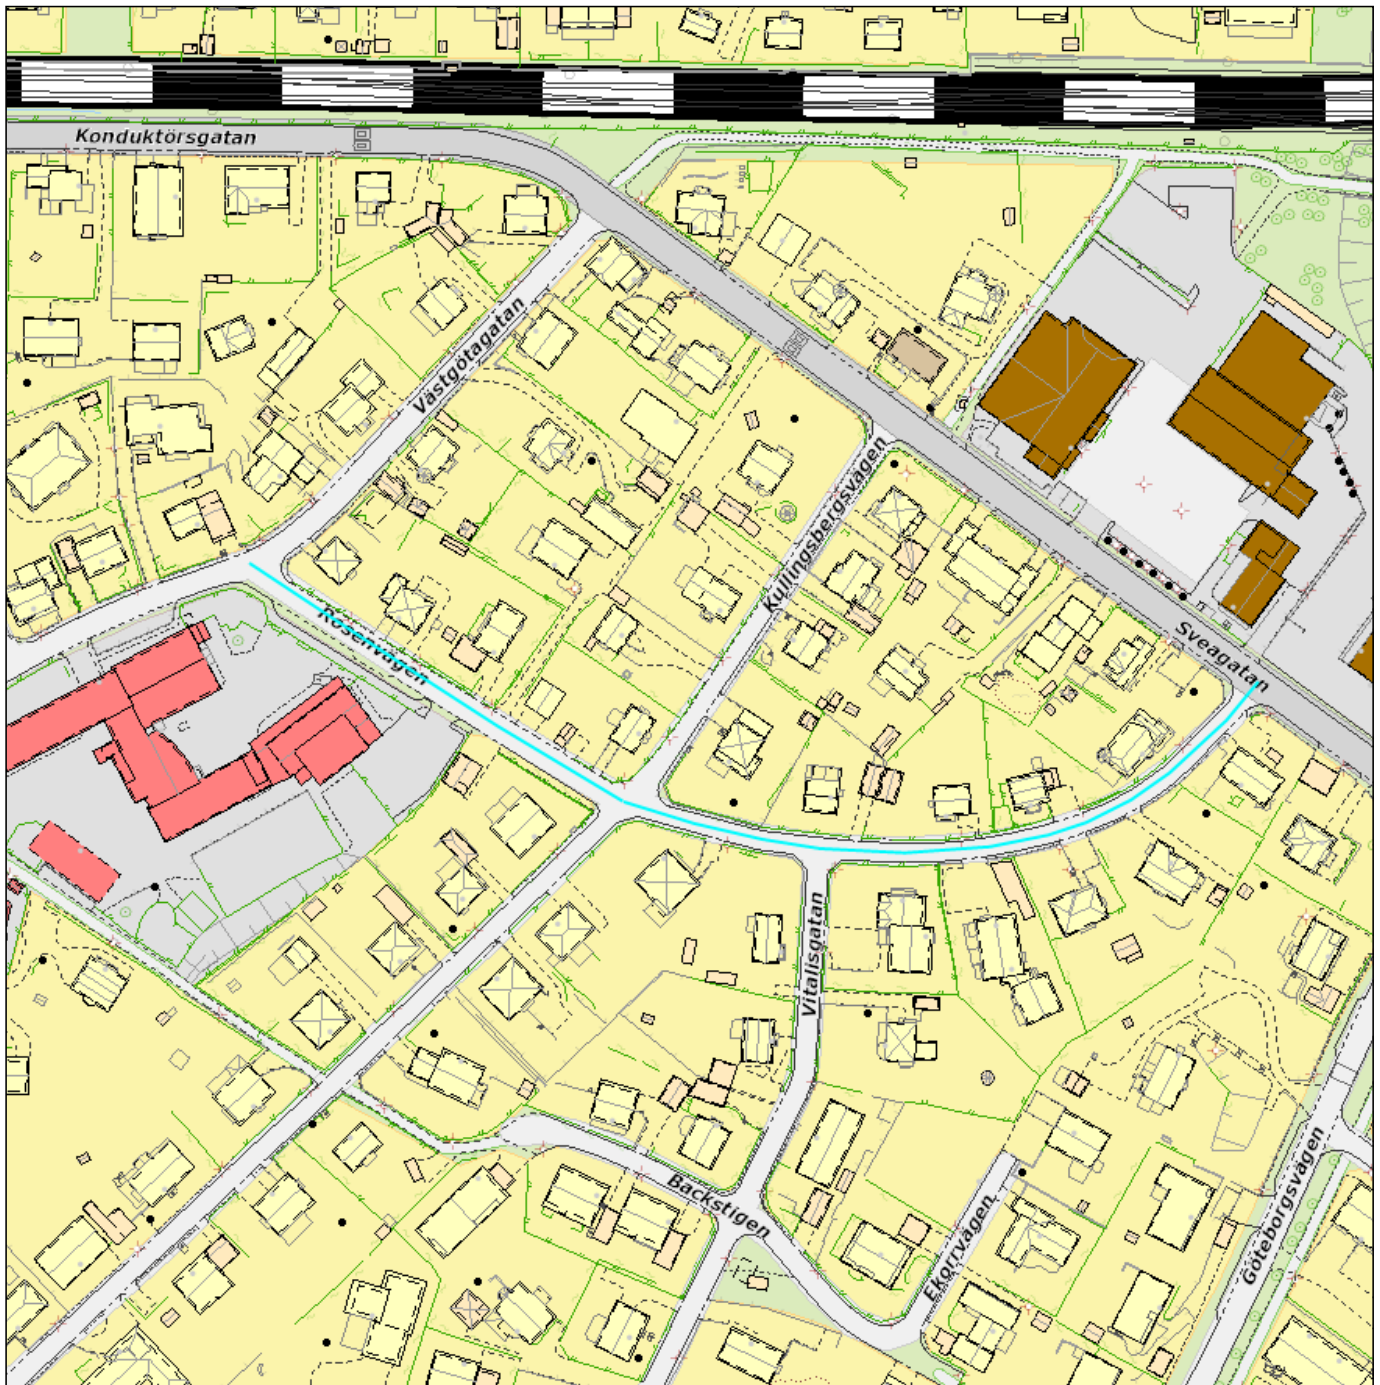 Konduktörsgatan
Västgötagatan
Kullingsbergsvägen
Rosenvägen
Sveagatan
Vitalisgatan
Backstigen
Ekorrvägen
Göteborgsvägen